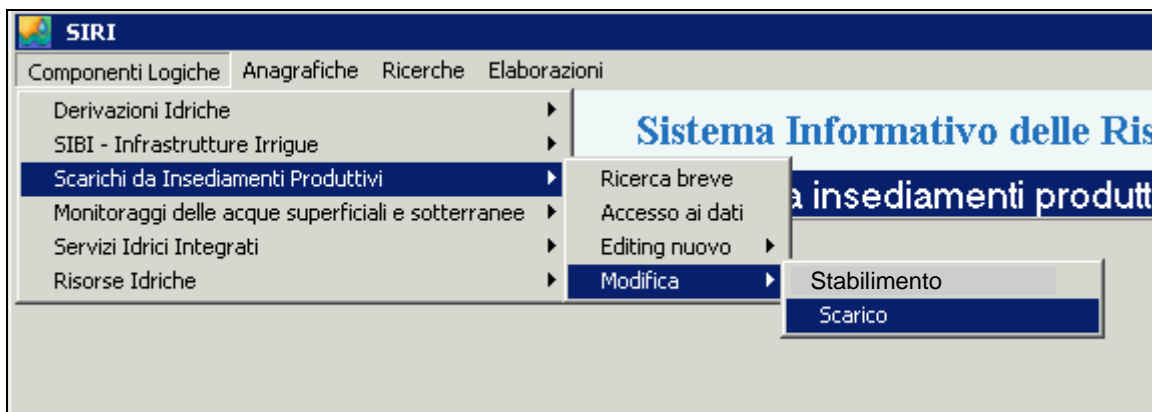 SIRI
Componenti Logiche Anagrafiche Ricerche Elaborazioni
Derivazioni Idriche
SIBI - Infrastrutture Irrigue
Scarichi da Insediamenti Produttivi
Monitoraggi delle acque superficiali e sotterranee
Servizi Idrici Integrati
Risorse Idriche
Sistema Informativo delle Ris
a insediamenti produtt
Ricerca breve
Accesso ai dati
Editing nuovo
Modifica
Stabilimento
Scarico